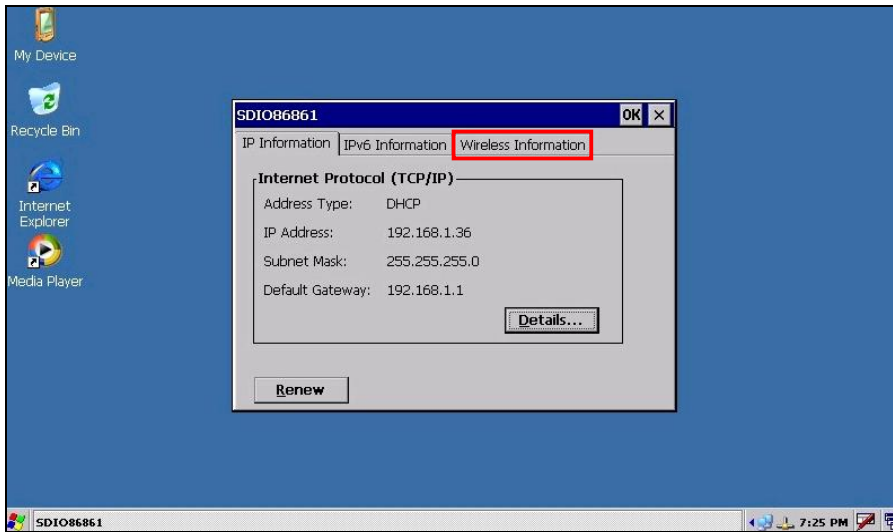 My Device
Recycle Bin
Internet
Explorer
Media Player
SDIO86861
OK
IP Information
IPv6 Information
Wireless Information
Internet Protocol (TCP/IP)
Address Type: DHCP
IP Address: 192.168.1.36
Subnet Mask: 255.255.255.0
Default Gateway: 192.168.1.1
Details...
Renew
SDIO86861
7:25 PM